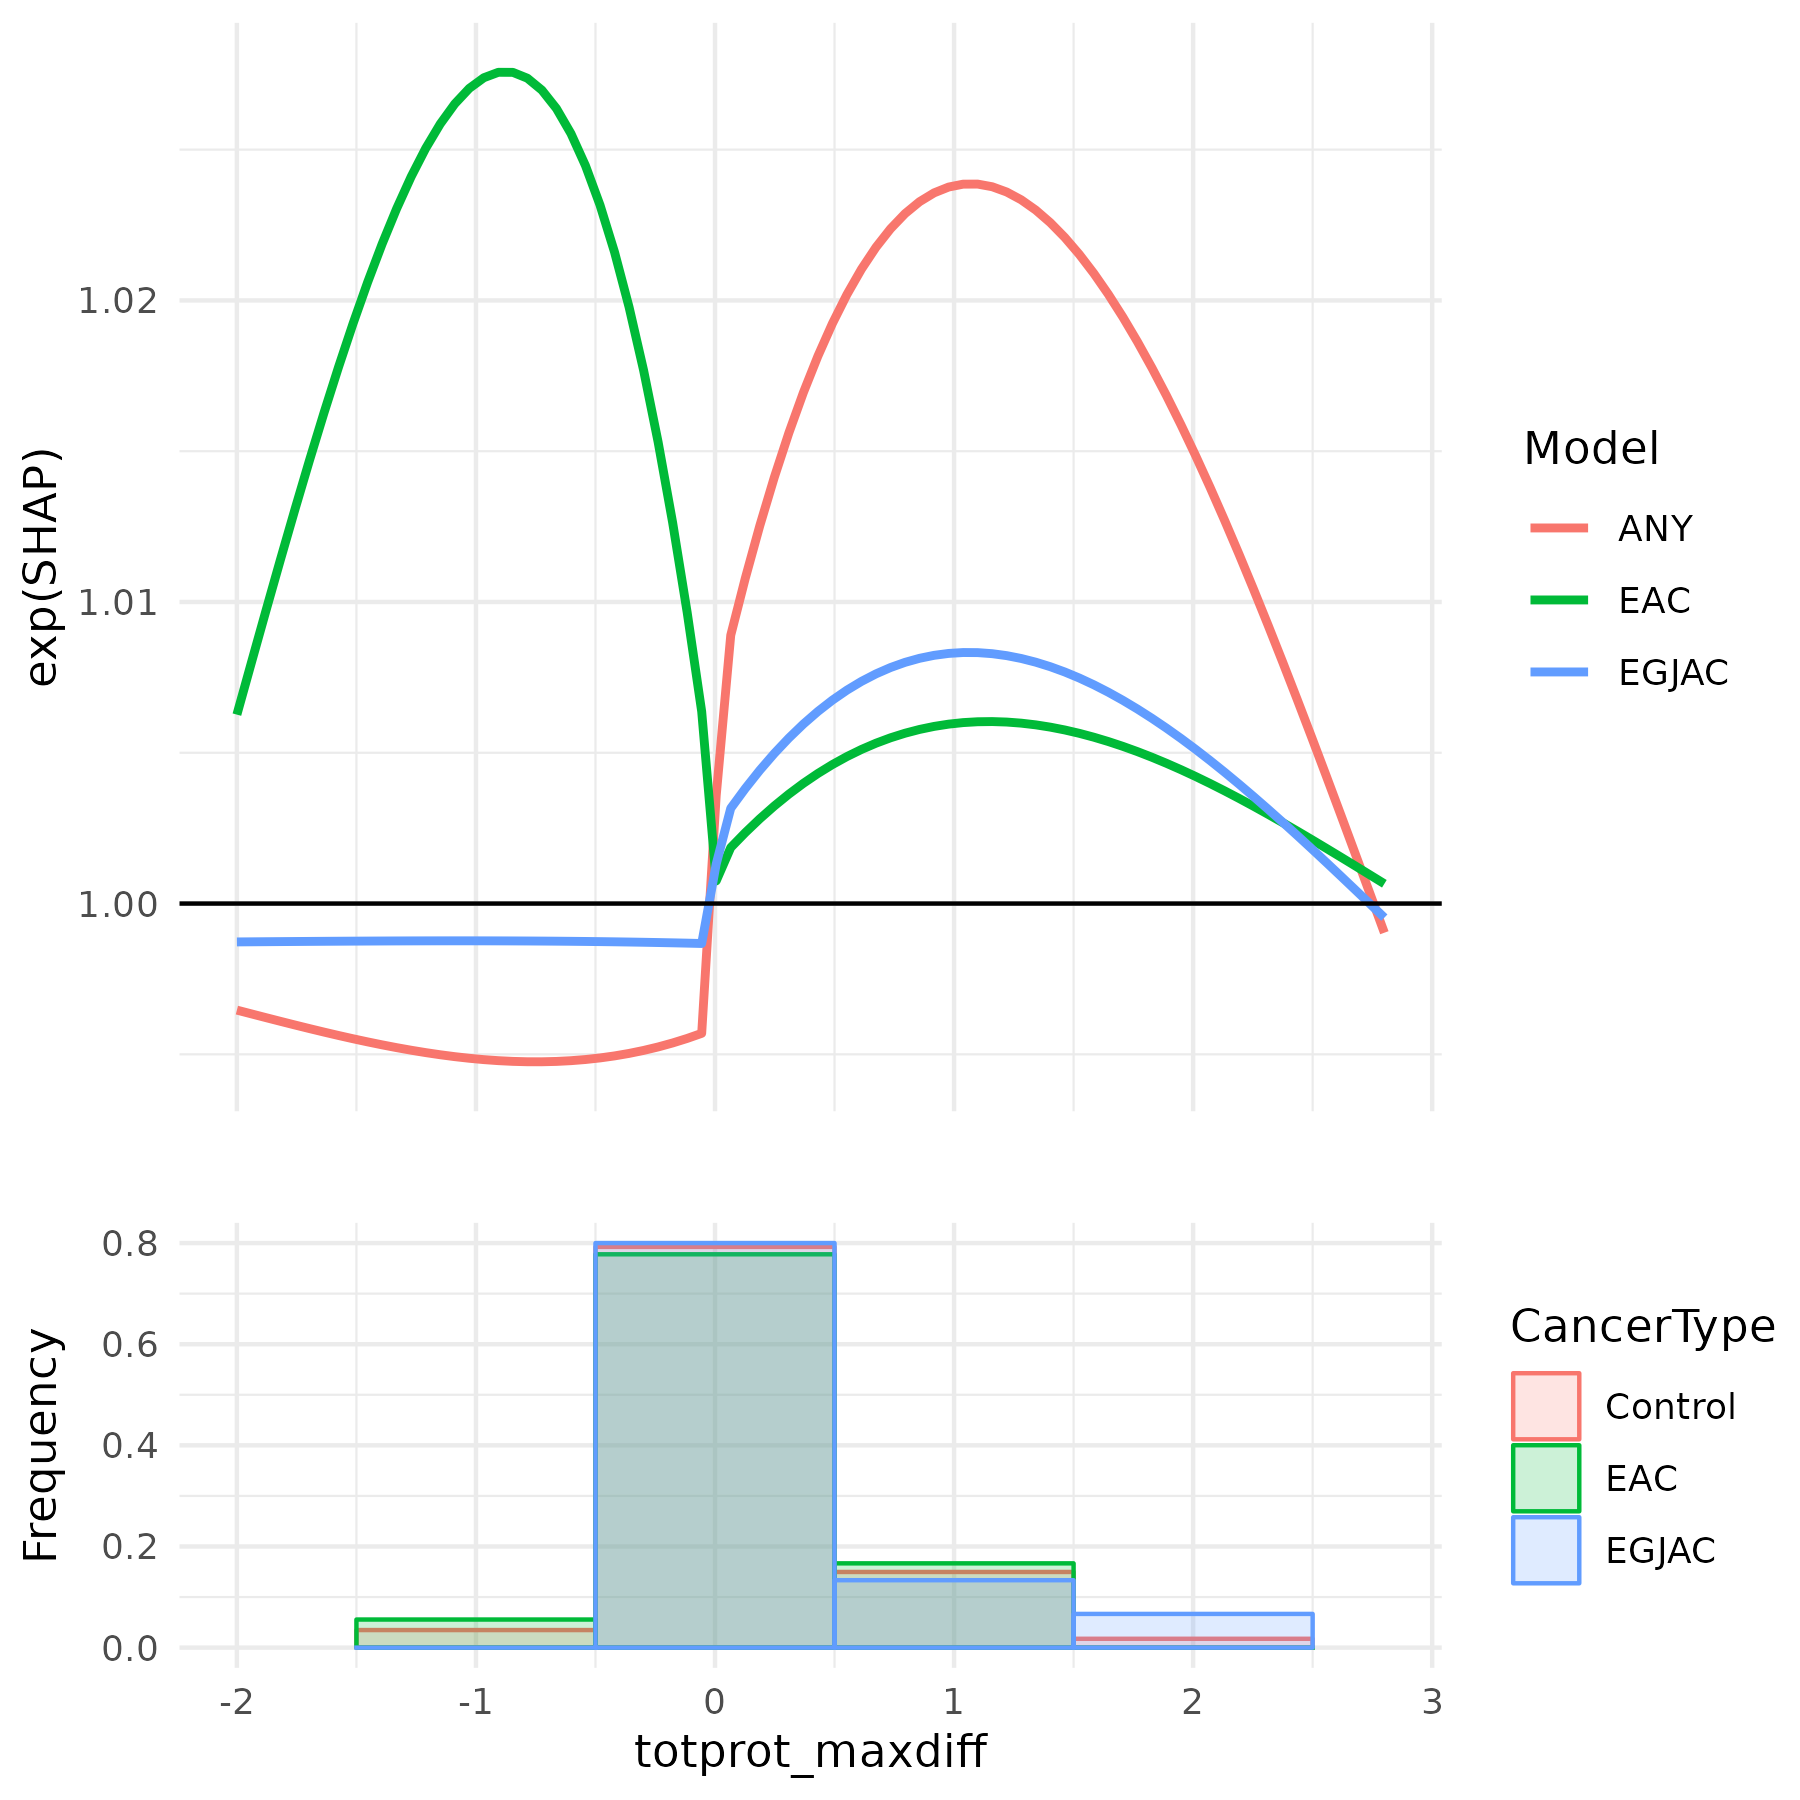 exp(SHAP)
1.02
1.01
1.00
Model
ANY
EAC
EGJAC
Frequency
0.8
0.6
0.4
0.2
0.0
-2 -1 0 1 2 3
totprot_maxdiff
CancerType
Control
EAC
EGJAC